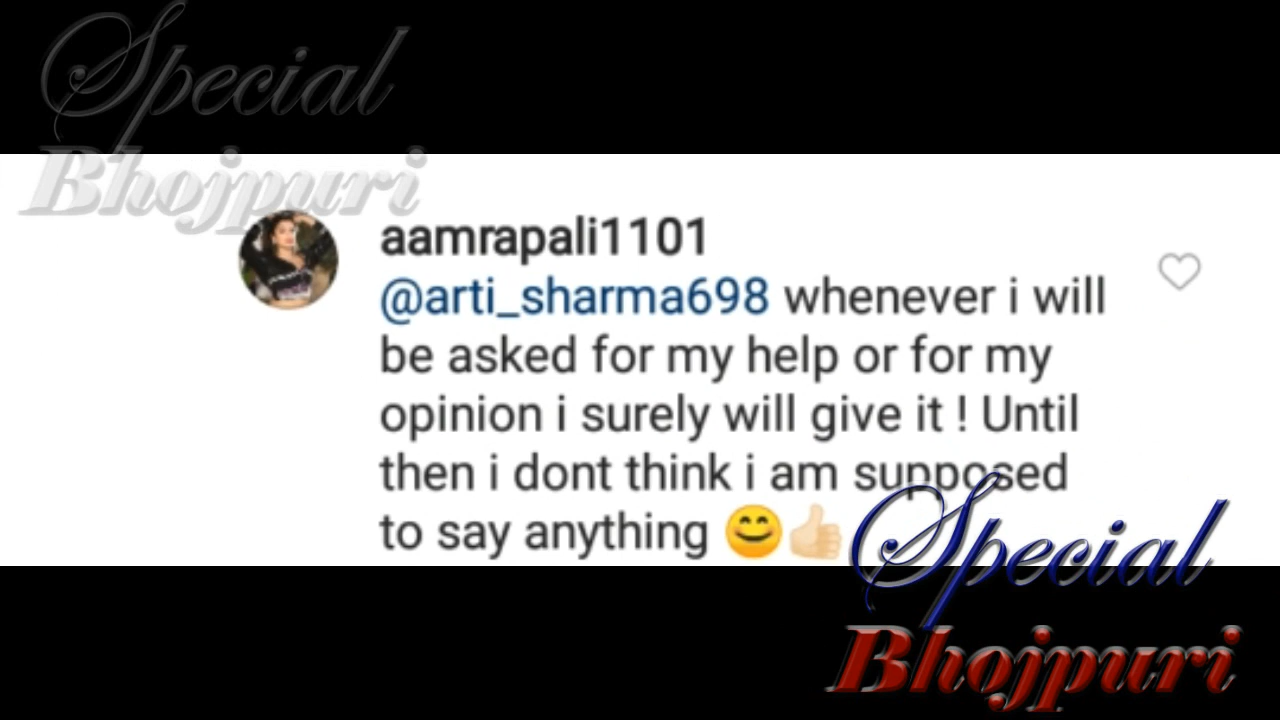 Special
Bhojpuri
aamrapali1101
@arti_sharma698 whenever i will
be asked for my help or for my
opinion i surely will give it ! Until
then i dont think i am supposed
to say anything 😊👍🏻
Special
Bhojpuri